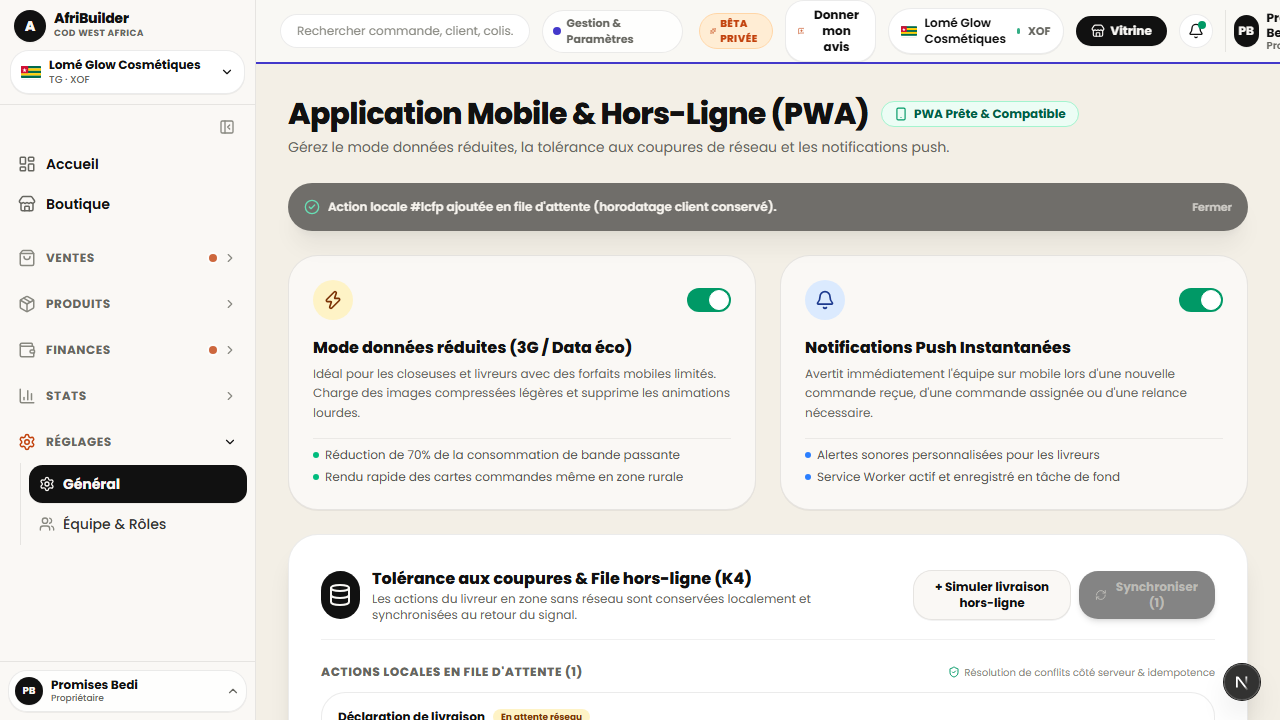 A
AfriBuilder
COD WEST AFRICA
Lomé Glow Cosmétiques
TG · XOF
Accueil
Boutique
VENTES
PRODUITS
FINANCES
STATS
RÉGLAGES
Général
Équipe & Rôles
PB
Promises Bedi
Propriétaire
Rechercher commande, client, colis.
Gestion &
Paramètres
BÊTA
PRIVÉE
Donner
mon
avis
Lomé Glow
Cosmétiques
XOF
Vitrine
PB
Application Mobile & Hors-Ligne (PWA)
PWA Prête & Compatible
Gérez le mode données réduites, la tolérance aux coupures de réseau et les notifications push.
Action locale #lcfp ajoutée en file d'attente (horodatage client conservé).
Fermer
Mode données réduites (3G / Data éco)
Idéal pour les closeuses et livreurs avec des forfaits mobiles limités.
Charge des images compressées légères et supprime les animations
lourdes.
Réduction de 70% de la consommation de bande passante
Rendu rapide des cartes commandes même en zone rurale
Notifications Push Instantanées
Avertit immédiatement l'équipe sur mobile lors d'une nouvelle
commande reçue, d'une commande assignée ou d'une relance
nécessaire.
Alertes sonores personnalisées pour les livreurs
Service Worker actif et enregistré en tâche de fond
Tolérance aux coupures & File hors-ligne (K4)
Les actions du livreur en zone sans réseau sont conservées localement et
synchronisées au retour du signal.
+ Simuler livraison
hors-ligne
Synchroniser
(1)
ACTIONS LOCALES EN FILE D'ATTENTE (1)
Résolution de conflits côté serveur & idempotence
N
Déclaration de livraison
En attente réseau